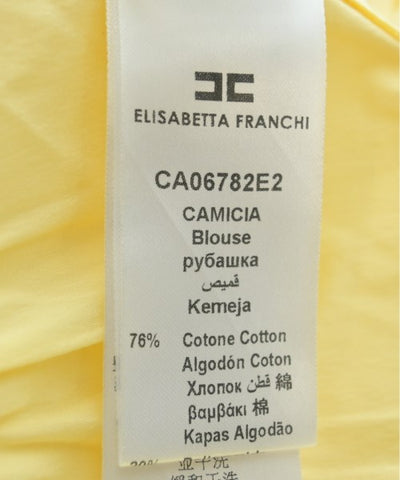 ELISABETTA FRANCHI
CA06782E2
CAMICIA
Blouse
рубашка
قميص
Kemeja
76% Cotone Cotton
Algodón Coton
Хлопок قطن 綿
βαμβάκι 棉
Kapas Algodão